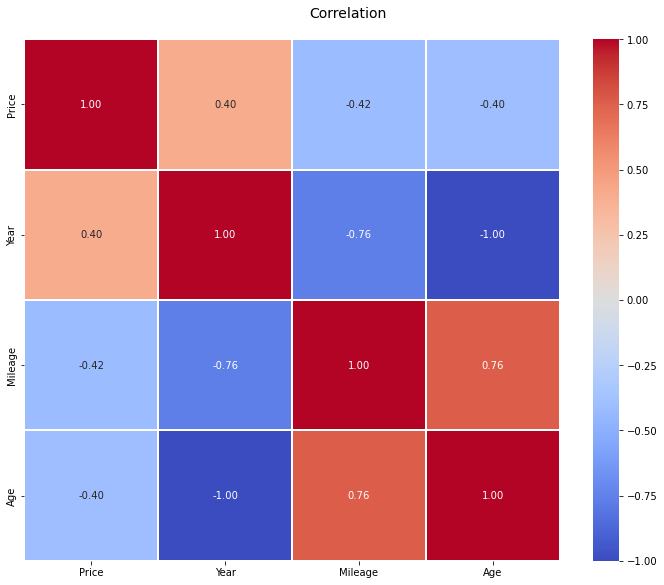 Correlation
Price 1.00 0.40 -0.42 -0.40
Year 0.40 1.00 -0.76 -1.00
Mileage -0.42 -0.76 1.00 0.76
Age -0.40 -1.00 0.76 1.00
Price Year Mileage Age
1.00
0.75
0.50
0.25
0.00
−0.25
−0.50
−0.75
−1.00